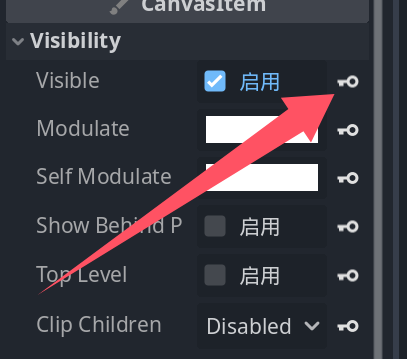 CanvasItem
Visibility
Visible 启用
Modulate
Self Modulate
Show Behind P 启用
Top Level 启用
Clip Children Disabled